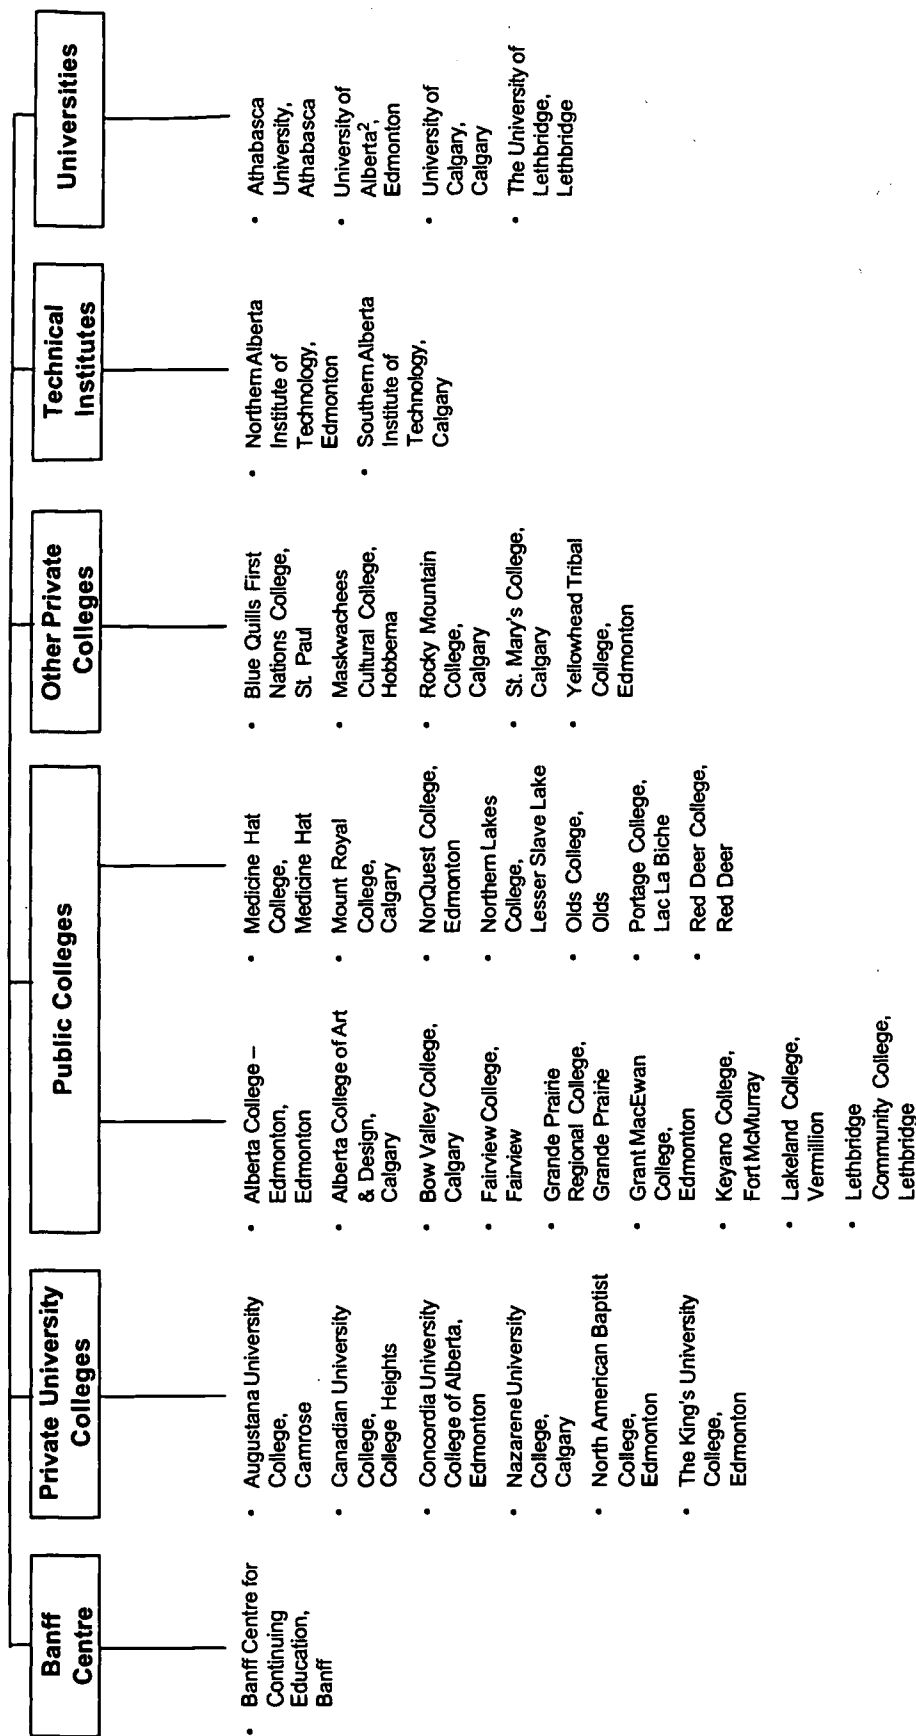 Banff
Centre
• Banff Centre for
Continuing
Education,
Banff
Private University
Colleges
• Augustana University
College,
Camrose
• Canadian University
College,
College Heights
• Concordia University
College of Alberta,
Edmonton
• Nazarene University
College,
Calgary
• North American Baptist
College,
Edmonton
• The King's University
College,
Edmonton
Public Colleges
• Alberta College –
Edmonton,
Edmonton
• Alberta College of Art
& Design,
Calgary
• Bow Valley College,
Calgary
• Fairview College,
Fairview
• Grande Prairie
Regional College,
Grande Prairie
• Grant MacEwan
College,
Edmonton
• Keyano College,
Fort McMurray
• Lakeland College,
Vermillion
• Lethbridge
Community College,
Lethbridge
• Medicine Hat
College,
Medicine Hat
• Mount Royal
College,
Calgary
• NorQuest College,
Edmonton
• Northern Lakes
College,
Lesser Slave Lake
• Olds College,
Olds
• Portage College,
Lac La Biche
• Red Deer College,
Red Deer
Other Private
Colleges
• Blue Quills First
Nations College,
St. Paul
• Maskwachees
Cultural College,
Hobbema
• Rocky Mountain
College,
Calgary
• St. Mary's College,
Calgary
• Yellowhead Tribal
College,
Edmonton
Technical
Institutes
• Northern Alberta
Institute of
Technology,
Edmonton
• Southern Alberta
Institute of
Technology,
Calgary
Universities
• Athabasca
University,
Athabasca
• University of
Alberta²,
Edmonton
• University of
Calgary,
Calgary
• The University of
Lethbridge,
Lethbridge